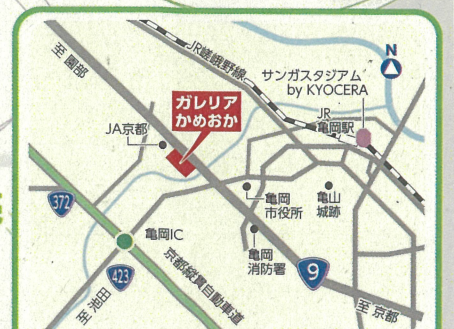 至園部
JR嵯峨野線
N
サンガスタジアム
by KYOCERA
ガレリア
かめおか
JR
亀岡駅
JA京都
372
亀岡
市役所
亀山
城跡
亀岡IC
亀岡
消防署
423
9
至池田
京都縦貫自動車道
至京都